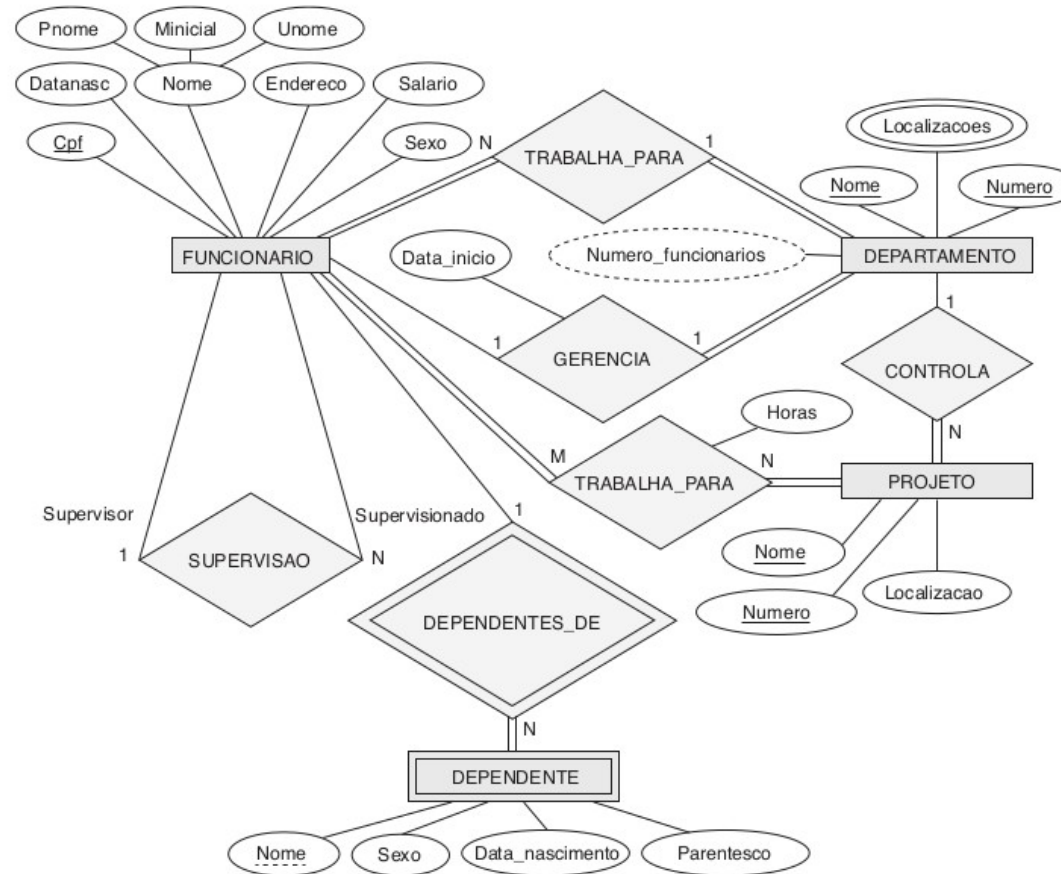 Pnome
Minicial
Unome
Datanasc
Nome
Endereco
Salario
Cpf
Sexo
N
TRABALHA_PARA
1
Localizacoes
Nome
Numero
FUNCIONARIO
Data_inicio
Numero_funcionarios
DEPARTAMENTO
1
GERENCIA
1
1
CONTROLA
N
Horas
M
TRABALHA_PARA
N
PROJETO
Nome
Numero
Localizacao
Supervisor
Supervisionado
1
SUPERVISAO
N
1
DEPENDENTES_DE
N
DEPENDENTE
Nome
Sexo
Data_nascimento
Parentesco